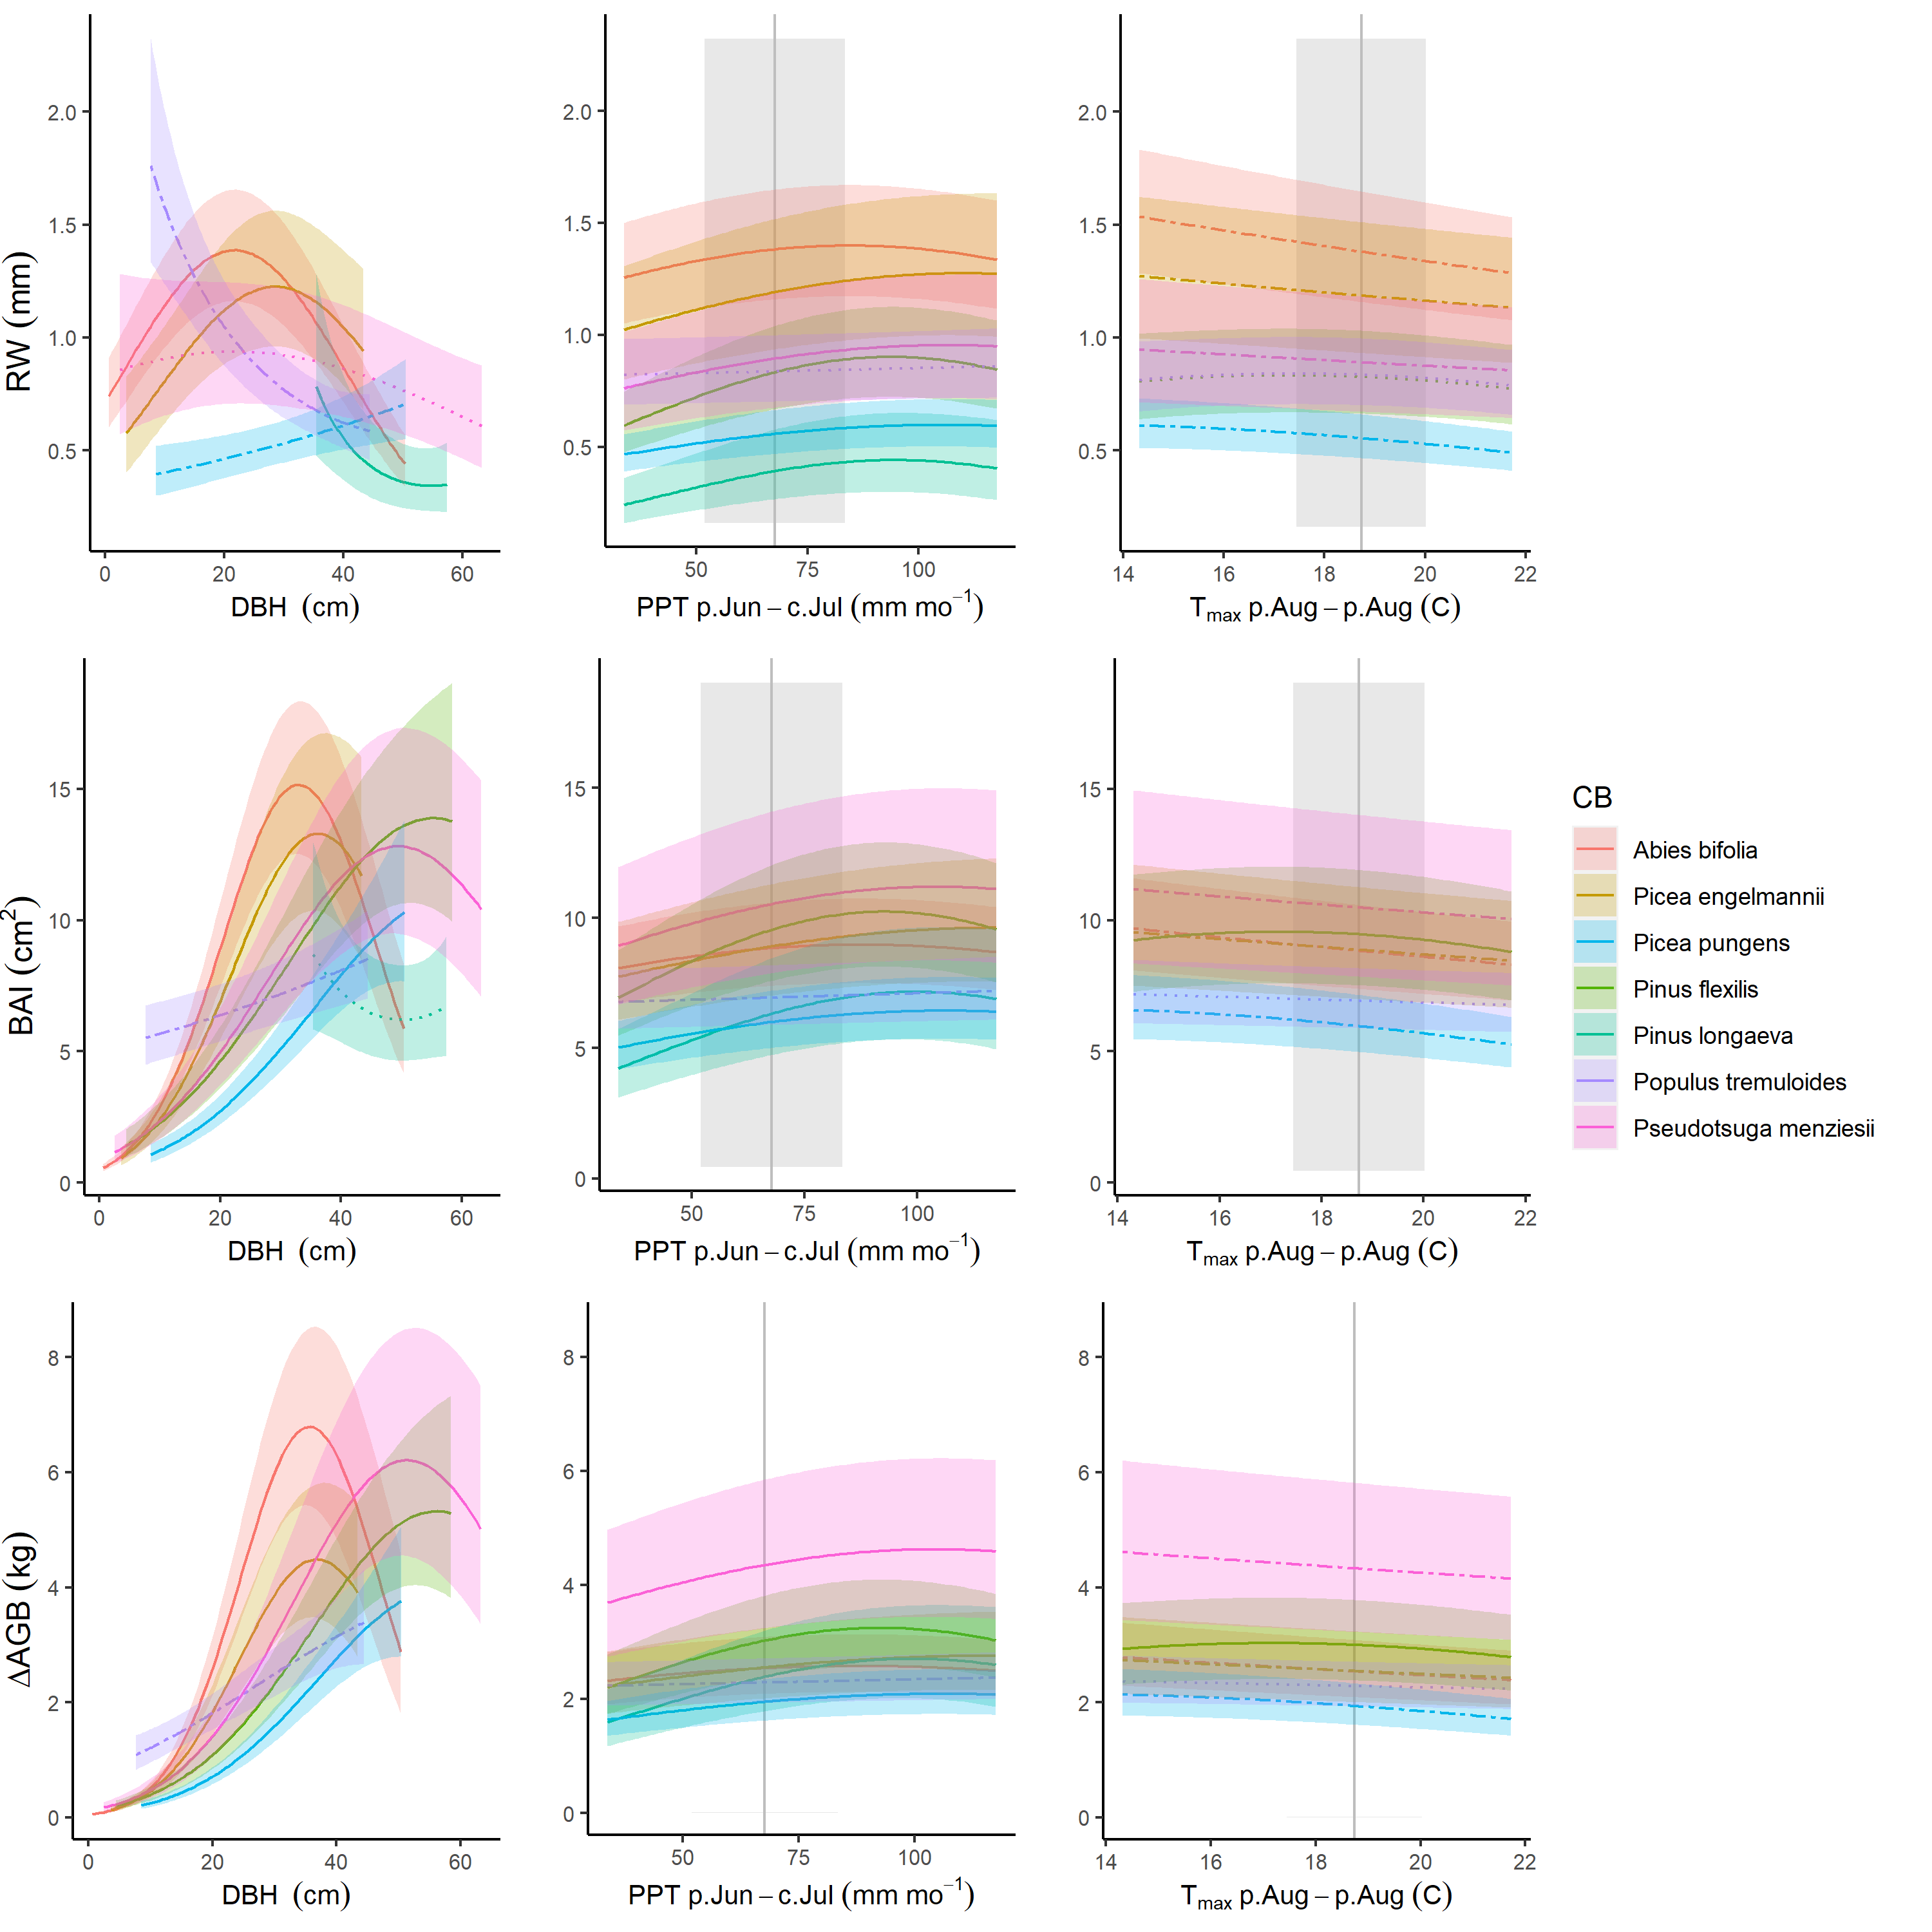 RW (mm)
2.0
1.5
1.0
0.5
0 20 40 60
DBH (cm)
2.0
1.5
1.0
0.5
50 75 100
PPT p.Jun – c.Jul (mm mo⁻¹)
2.0
1.5
1.0
0.5
14 16 18 20 22
Tₘₐₓ p.Aug – p.Aug (C)
BAI (cm²)
15
10
5
0
0 20 40 60
DBH (cm)
15
10
5
0
50 75 100
PPT p.Jun – c.Jul (mm mo⁻¹)
15
10
5
0
14 16 18 20 22
Tₘₐₓ p.Aug – p.Aug (C)
CB
Abies bifolia
Picea engelmannii
Picea pungens
Pinus flexilis
Pinus longaeva
Populus tremuloides
Pseudotsuga menziesii
ΔAGB (kg)
8
6
4
2
0
0 20 40 60
DBH (cm)
8
6
4
2
0
50 75 100
PPT p.Jun – c.Jul (mm mo⁻¹)
8
6
4
2
0
14 16 18 20 22
Tₘₐₓ p.Aug – p.Aug (C)